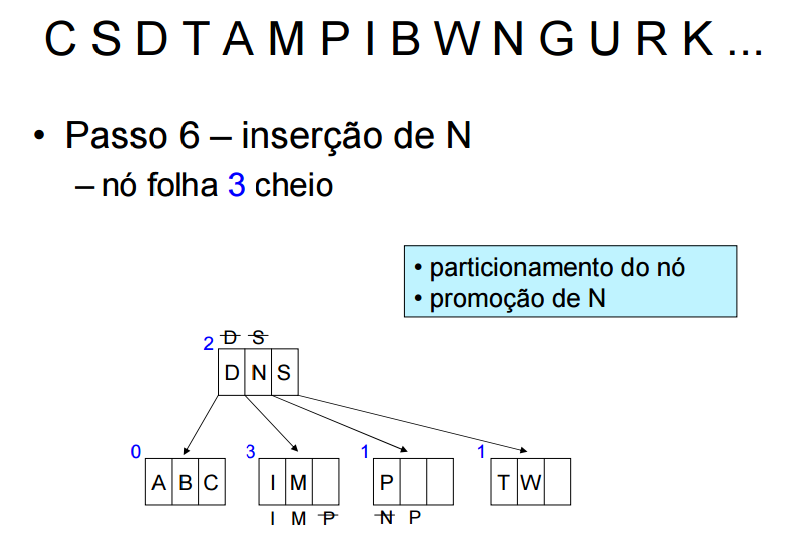 C S D T A M P I B W N G U R K ...
• Passo 6 – inserção de N
– nó folha 3 cheio
• particionamento do nó
• promoção de N
2 D S
D N S
0 3 1 1
A B C I M P T W
I M P N P